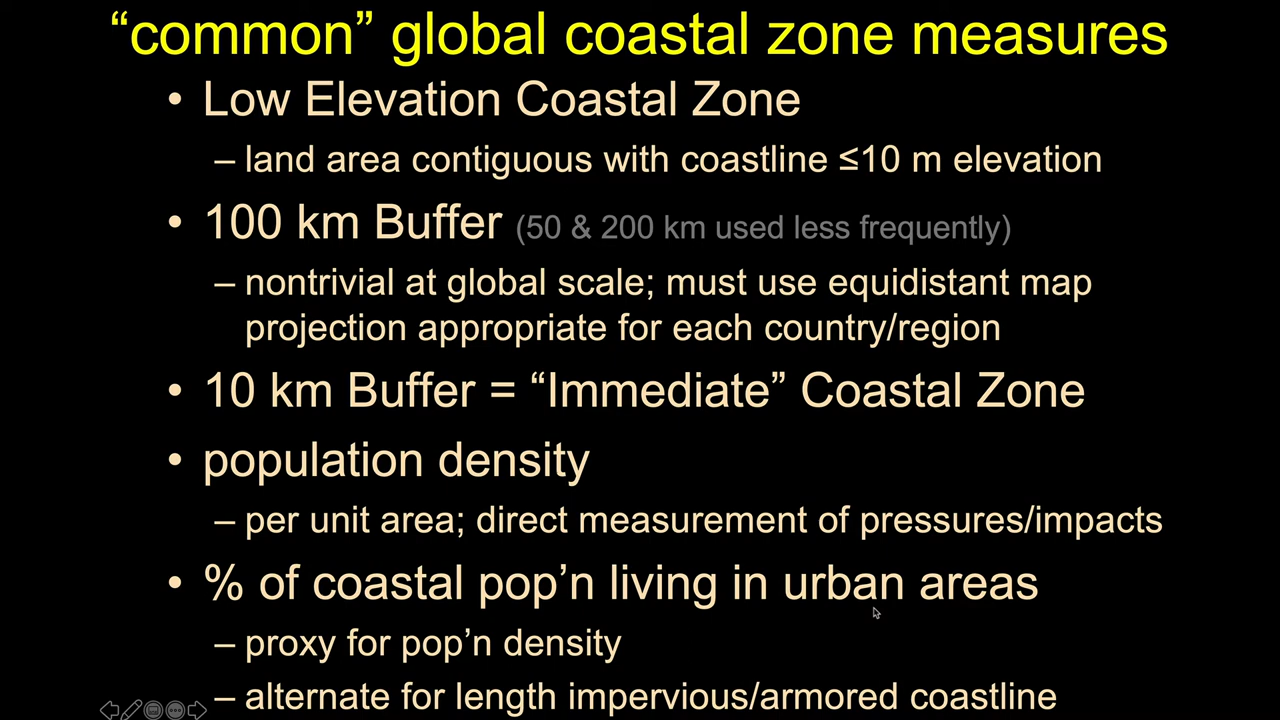 “common” global coastal zone measures
• Low Elevation Coastal Zone
– land area contiguous with coastline ≤10 m elevation
• 100 km Buffer (50 & 200 km used less frequently)
– nontrivial at global scale; must use equidistant map
projection appropriate for each country/region
• 10 km Buffer = “Immediate” Coastal Zone
• population density
– per unit area; direct measurement of pressures/impacts
• % of coastal pop’n living in urban areas
– proxy for pop’n density
– alternate for length impervious/armored coastline